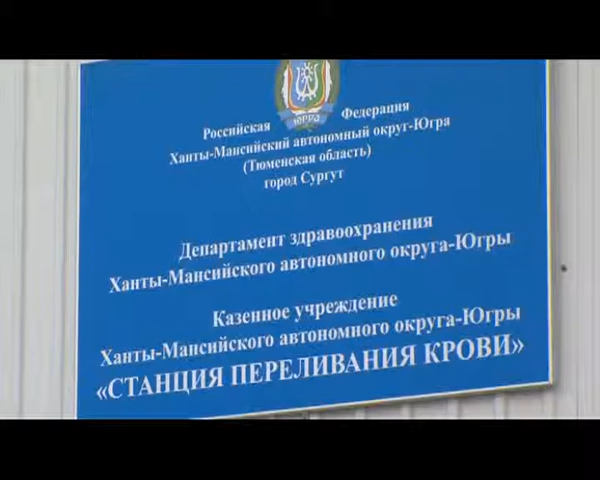 ЮГРА
Российская Федерация
Ханты-Мансийский автономный округ-Югра
(Тюменская область)
город Сургут
Департамент здравоохранения
Ханты-Мансийского автономного округа-Югры
Казенное учреждение
Ханты-Мансийского автономного округа-Югры
«СТАНЦИЯ ПЕРЕЛИВАНИЯ КРОВИ»